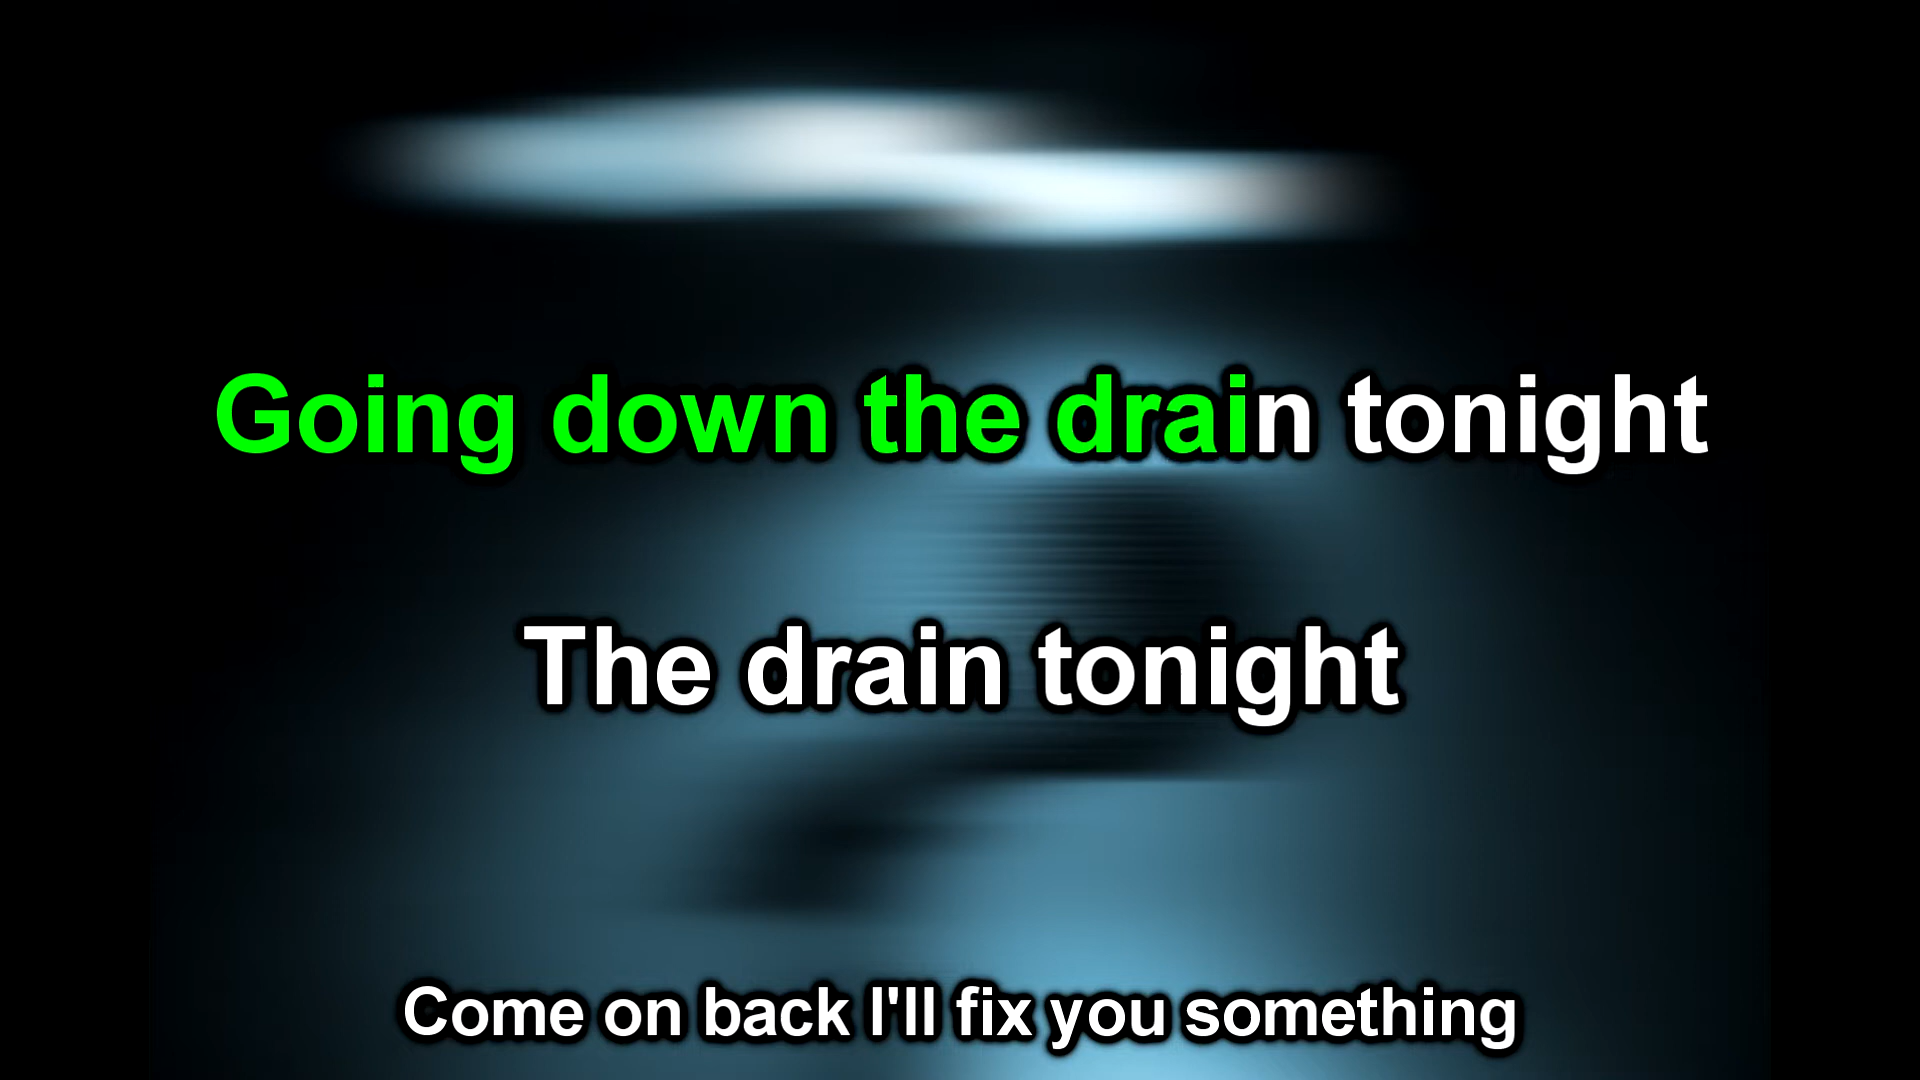 Going down the drain tonight
The drain tonight
Come on back I'll fix you something